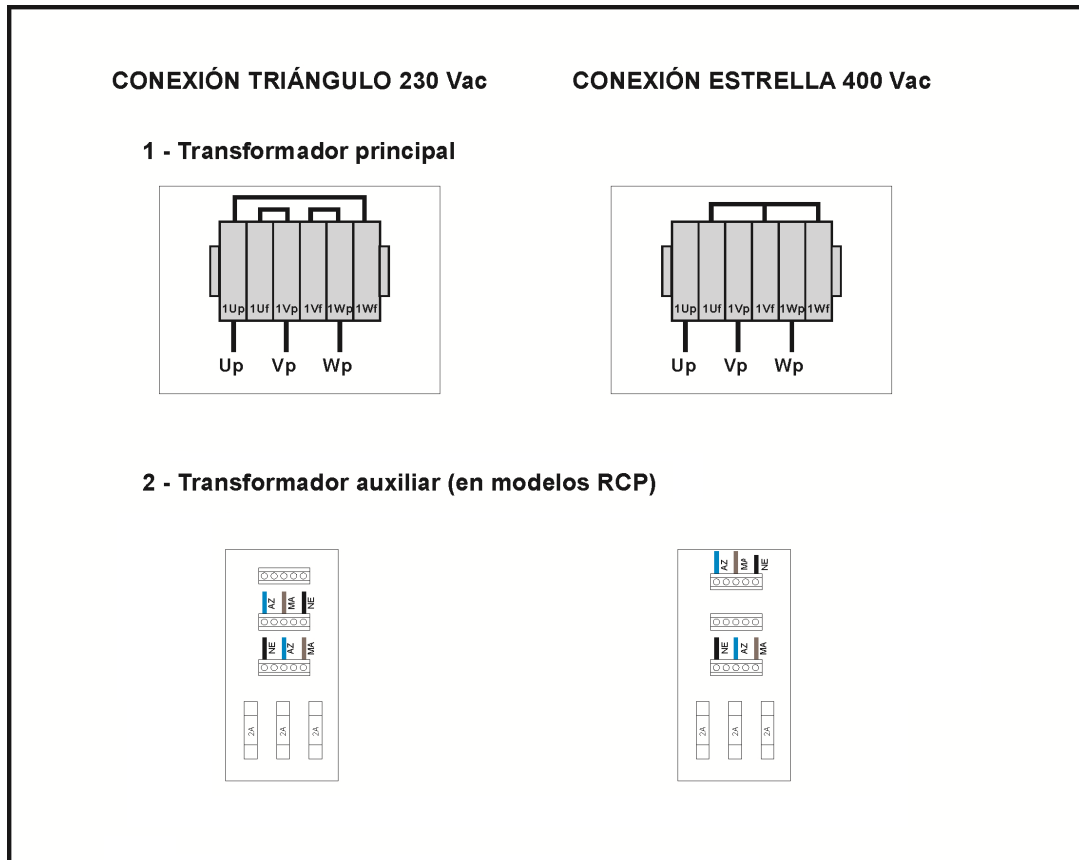 CONEXIÓN TRIÁNGULO 230 Vac
CONEXIÓN ESTRELLA 400 Vac
1 - Transformador principal
1Up 1Uf 1Vp 1Vf 1Wp 1Wf
Up Vp Wp
1Up 1Uf 1Vp 1Vf 1Wp 1Wf
Up Vp Wp
2 - Transformador auxiliar (en modelos RCP)
AZ MA NE
NE AZ MA
2A 2A 2A
AZ MA NE
NE AZ MA
2A 2A 2A